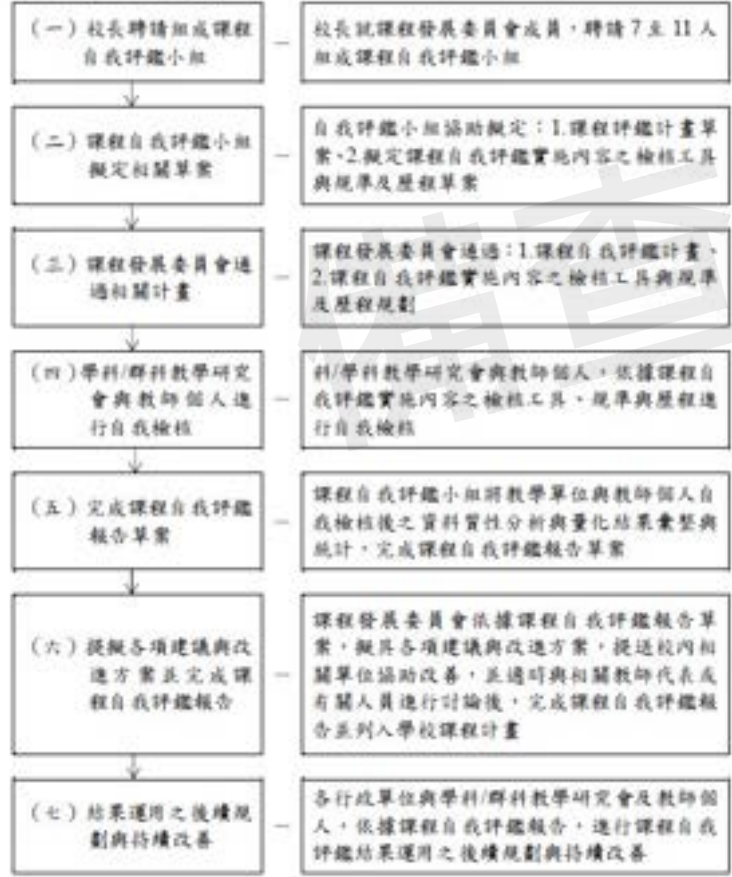 （一）校長聘請組成課程
自我評鑑小組
校長就課程發展委員會成員，聘請 7 至 11 人
組成課程自我評鑑小組
（二）課程自我評鑑小組
擬定相關草案
自我評鑑小組協助擬定：1.課程評鑑計畫草
案、2.擬定課程自我評鑑實施內容之檢核工具
與規準及歷程草案
（三）課程發展委員會通
過相關計畫
課程發展委員會通過：1.課程自我評鑑計畫、
2.課程自我評鑑實施內容之檢核工具與規準
及歷程規劃
（四）學科/群科教學研究
會與教師個人進
行自我檢核
科/學科教學研究會與教師個人，依據課程自
我評鑑實施內容之檢核工具、規準與歷程進
行自我檢核
（五）完成課程自我評鑑
報告草案
課程自我評鑑小組將教學單位與教師個人自
我檢核後之資料質性分析與量化結果彙整與
統計，完成課程自我評鑑報告草案
（六）提擬各項建議與改
進方案並完成課
程自我評鑑報告
課程發展委員會依據課程自我評鑑報告草
案，擬具各項建議與改進方案，提送校內相
關單位協助改善，並適時與相關教師代表或
有關人員進行討論後，完成課程自我評鑑報
告並列入學校課程計畫
（七）結果運用之後續規
劃與持續改善
各行政單位與學科/群科教學研究會及教師個
人，依據課程自我評鑑報告，進行課程自我
評鑑結果運用之後續規劃與持續改善
備查